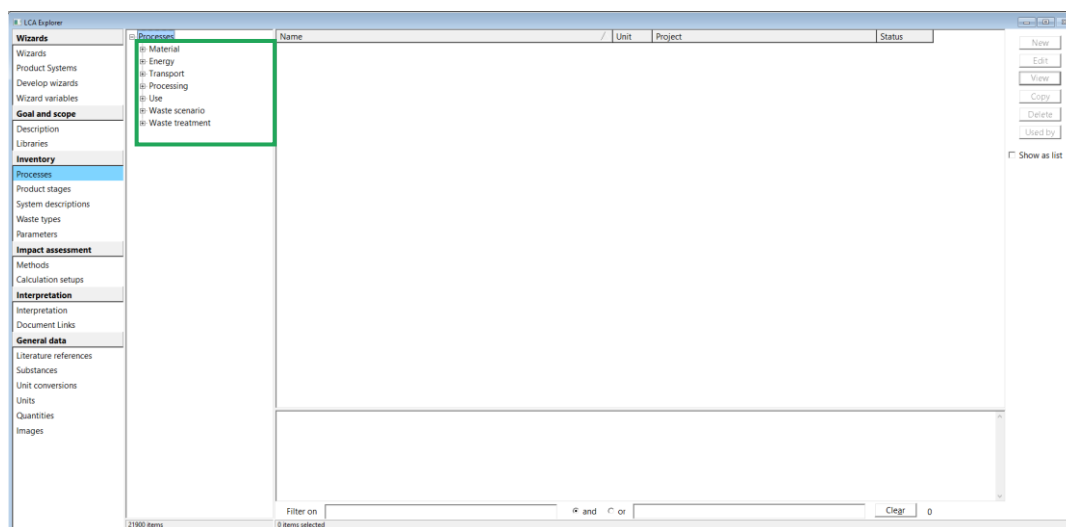 LCA Explorer
Wizards
Wizards
Product Systems
Develop wizards
Wizard variables
Goal and scope
Description
Libraries
Inventory
Processes
Product stages
System descriptions
Waste types
Parameters
Impact assessment
Methods
Calculation setups
Interpretation
Interpretation
Document Links
General data
Literature references
Substances
Unit conversions
Units
Quantities
Images
Processes
Material
Energy
Transport
Processing
Use
Waste scenario
Waste treatment
21900 items
Name / Unit Project Status
Filter on and or Clear 0
0 items selected
New
Edit
View
Copy
Delete
Used by
Show as list